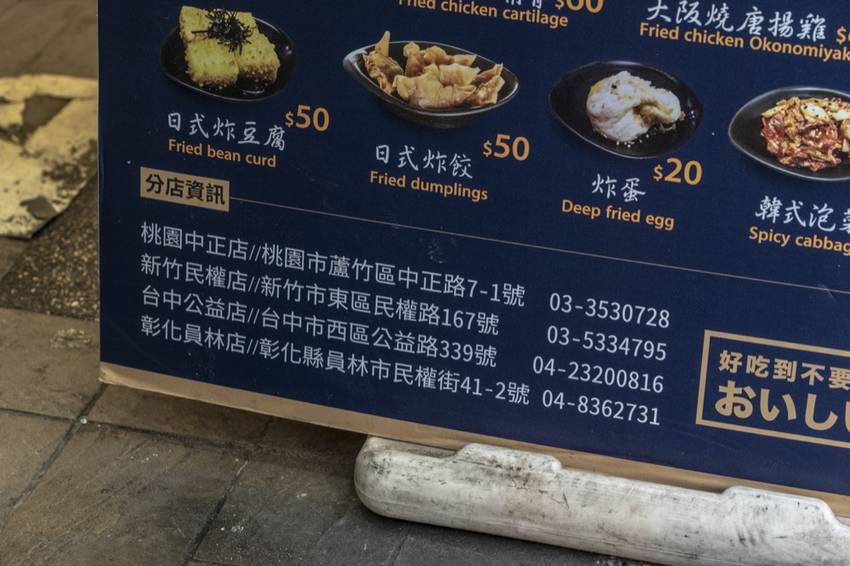 $60
Fried chicken cartilage
大阪燒唐揚雞
Fried chicken Okonomiyak
日式炸豆腐 $50
Fried bean curd
日式炸餃 $50
Fried dumplings
炸蛋 $20
Deep fried egg
韓式泡菜
Spicy cabbag
分店資訊
桃園中正店//桃園市蘆竹區中正路7-1號 03-3530728
新竹民權店//新竹市東區民權路167號 03-5334795
台中公益店//台中市西區公益路339號 04-23200816
彰化員林店//彰化縣員林市民權街41-2號 04-8362731
好吃到不要
おいしい